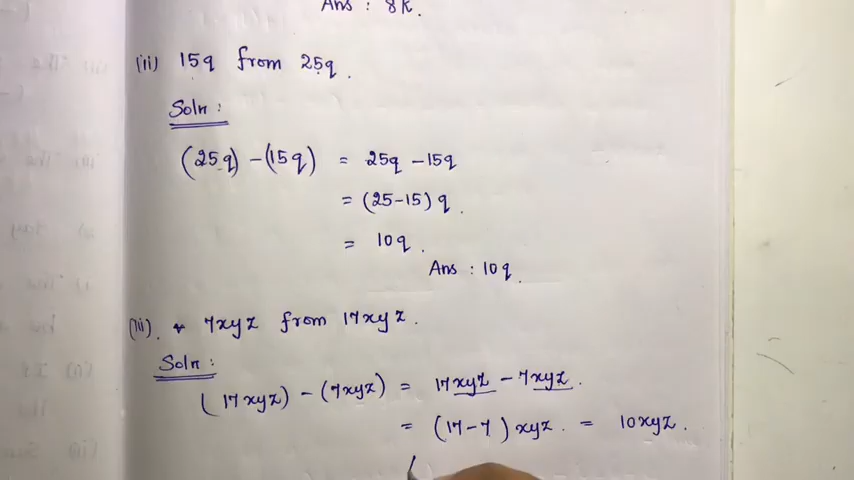 Ans : 8k.
(ii) 15q from 25q.
Soln :
(25q) - (15q) = 25q - 15q
= (25-15) q.
= 10q.
Ans : 10q.
(iii). 7xyz from 17xyz.
Soln :
(17xyz) - (7xyz) = 17xyz - 7xyz.
= (17-7) xyz. = 10xyz.